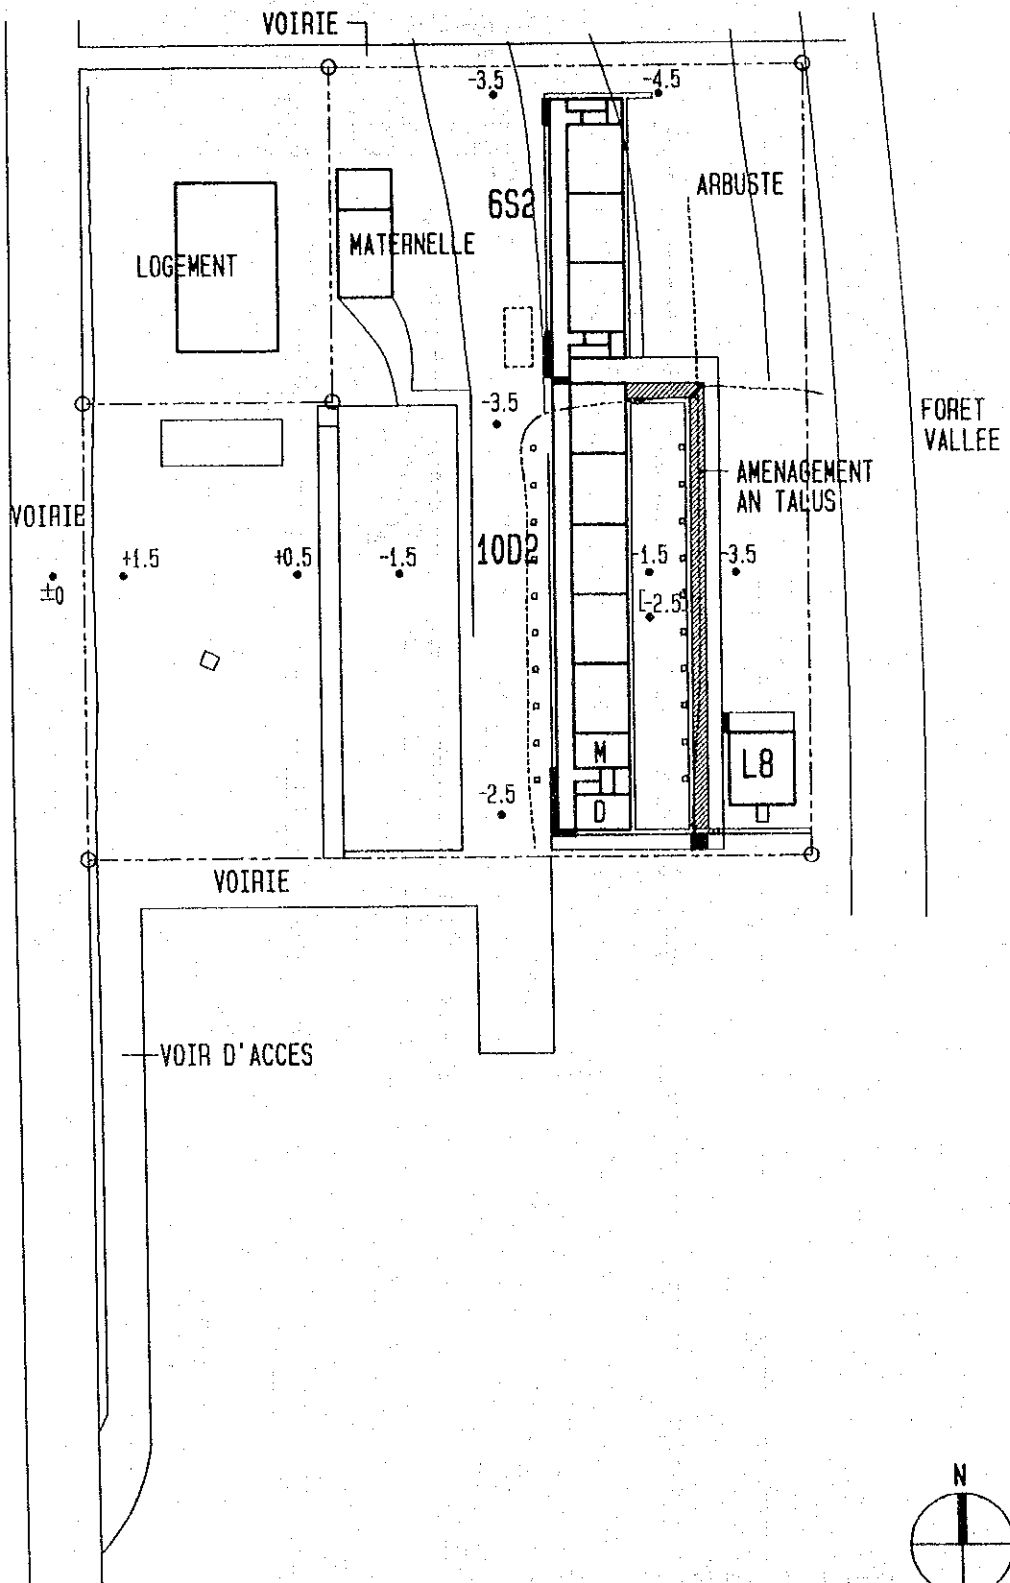 VOIRIE
-3.5
-4.5
6S2
ARBUSTE
MATERNELLE
LOGEMENT
-3.5
FORET
VALLEE
AMENAGEMENT
AN TALUS
VOIRIE
+1.5
+0.5
-1.5
10D2
-1.5
-3.5
±0
[-2.5]
M
L8
-2.5
D
VOIRIE
VOIR D'ACCES
N